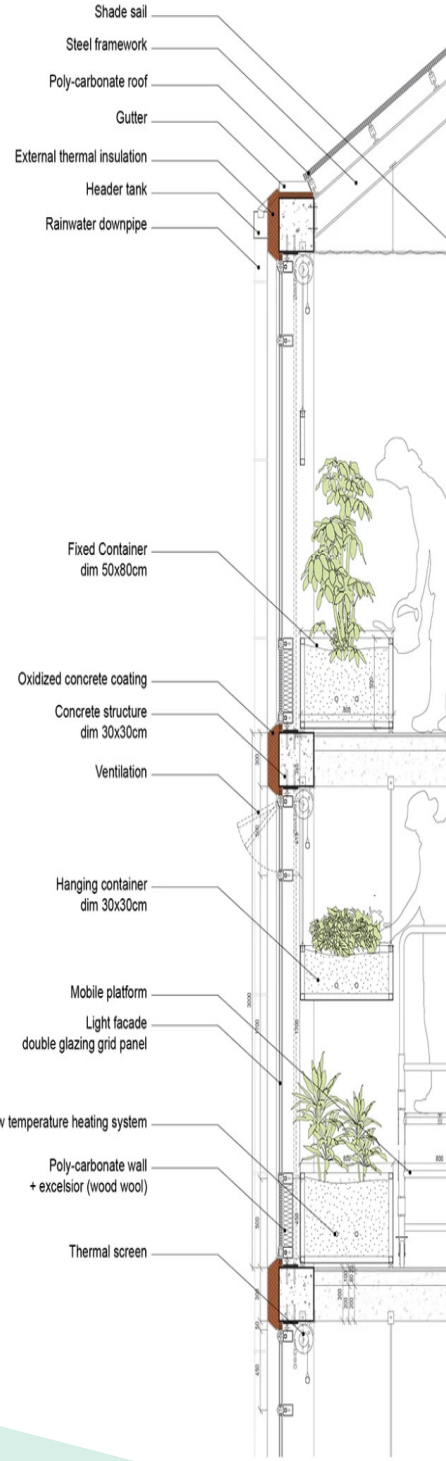 Shade sail
Steel framework
Poly-carbonate roof
Gutter
External thermal insulation
Header tank
Rainwater downpipe
Fixed Container
dim 50x80cm
Oxidized concrete coating
Concrete structure
dim 30x30cm
Ventilation
Hanging container
dim 30x30cm
Mobile platform
Light facade
double glazing grid panel
temperature heating system
Poly-carbonate wall
+ excelsior (wood wool)
Thermal screen